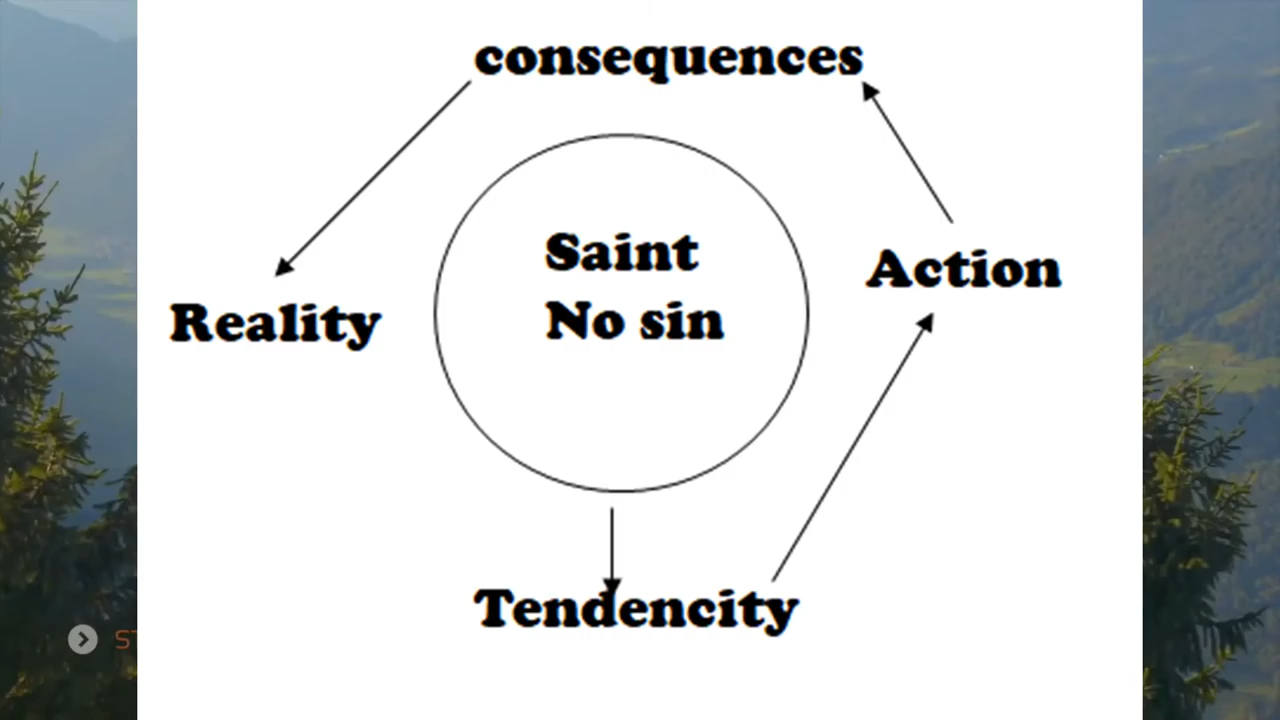 consequences
Saint
No sin
Action
Reality
Tendencity